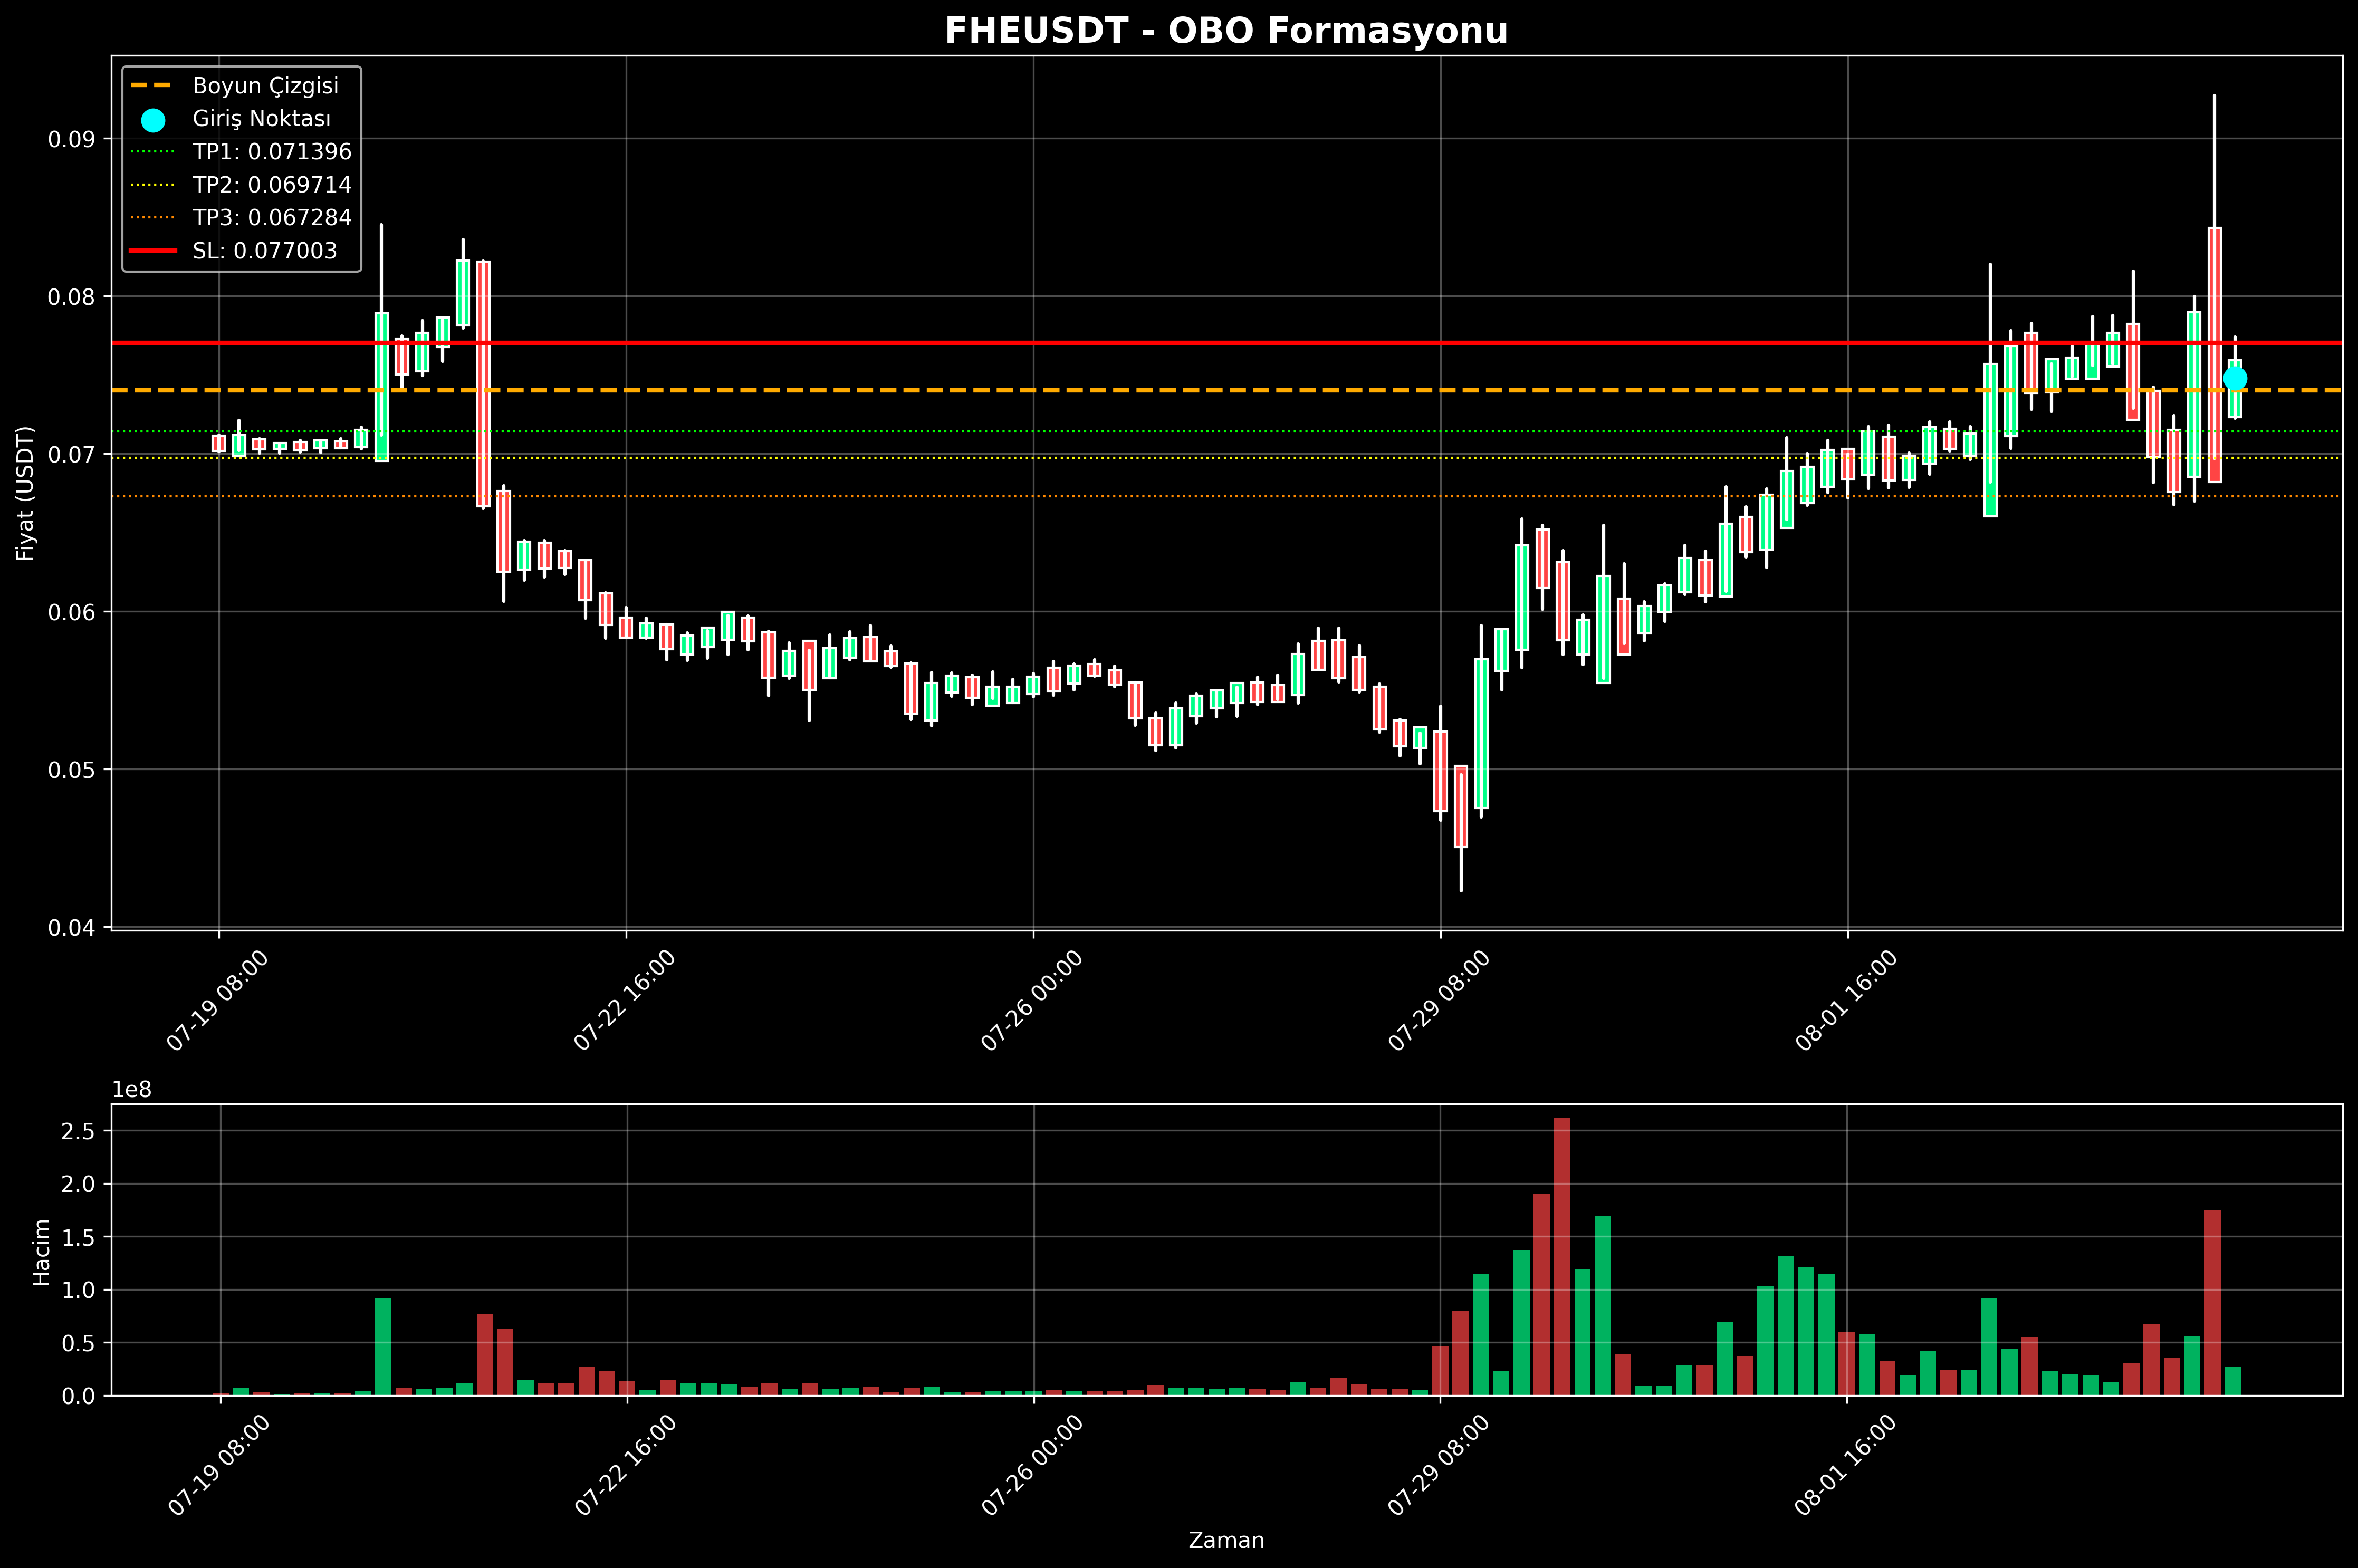 FHEUSDT - OBO Formasyonu
Boyun Çizgisi
Giriş Noktası
TP1: 0.071396
TP2: 0.069714
TP3: 0.067284
SL: 0.077003
Fiyat (USDT)
0.09
0.08
0.07
0.06
0.05
0.04
07-19 08:00
07-22 16:00
07-26 00:00
07-29 08:00
08-01 16:00
1e8
Hacim
2.5
2.0
1.5
1.0
0.5
0.0
07-19 08:00
07-22 16:00
07-26 00:00
07-29 08:00
08-01 16:00
Zaman